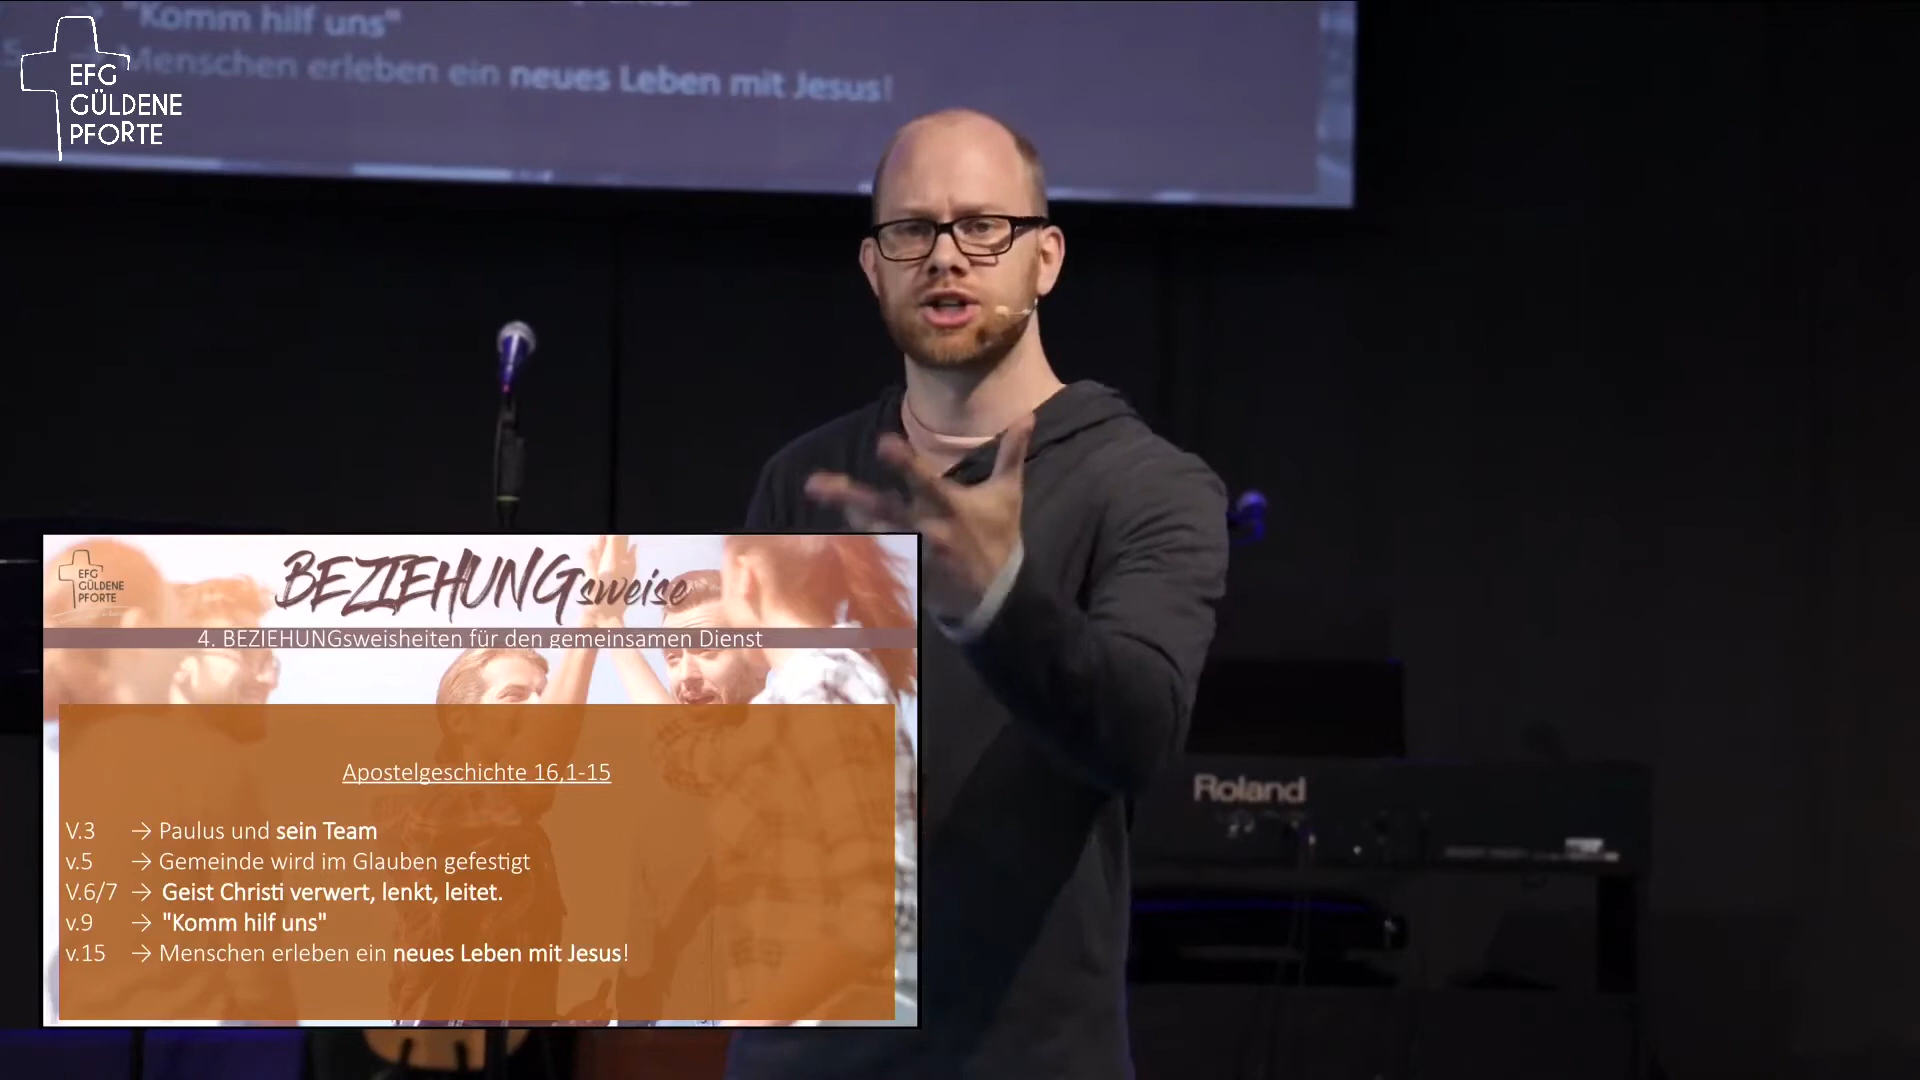 "Komm hilf uns"
Menschen erleben ein neues Leben mit Jesus!
EFG
GÜLDENE
PFORTE
EFG
GÜLDENE
PFORTE
BEZIEHUNGsweise
4. BEZIEHUNGsweisheiten für den gemeinsamen Dienst
Apostelgeschichte 16,1-15
V.3 → Paulus und sein Team
v.5 → Gemeinde wird im Glauben gefestigt
V.6/7 → Geist Christi verwert, lenkt, leitet.
v.9 → "Komm hilf uns"
v.15 → Menschen erleben ein neues Leben mit Jesus!
Roland